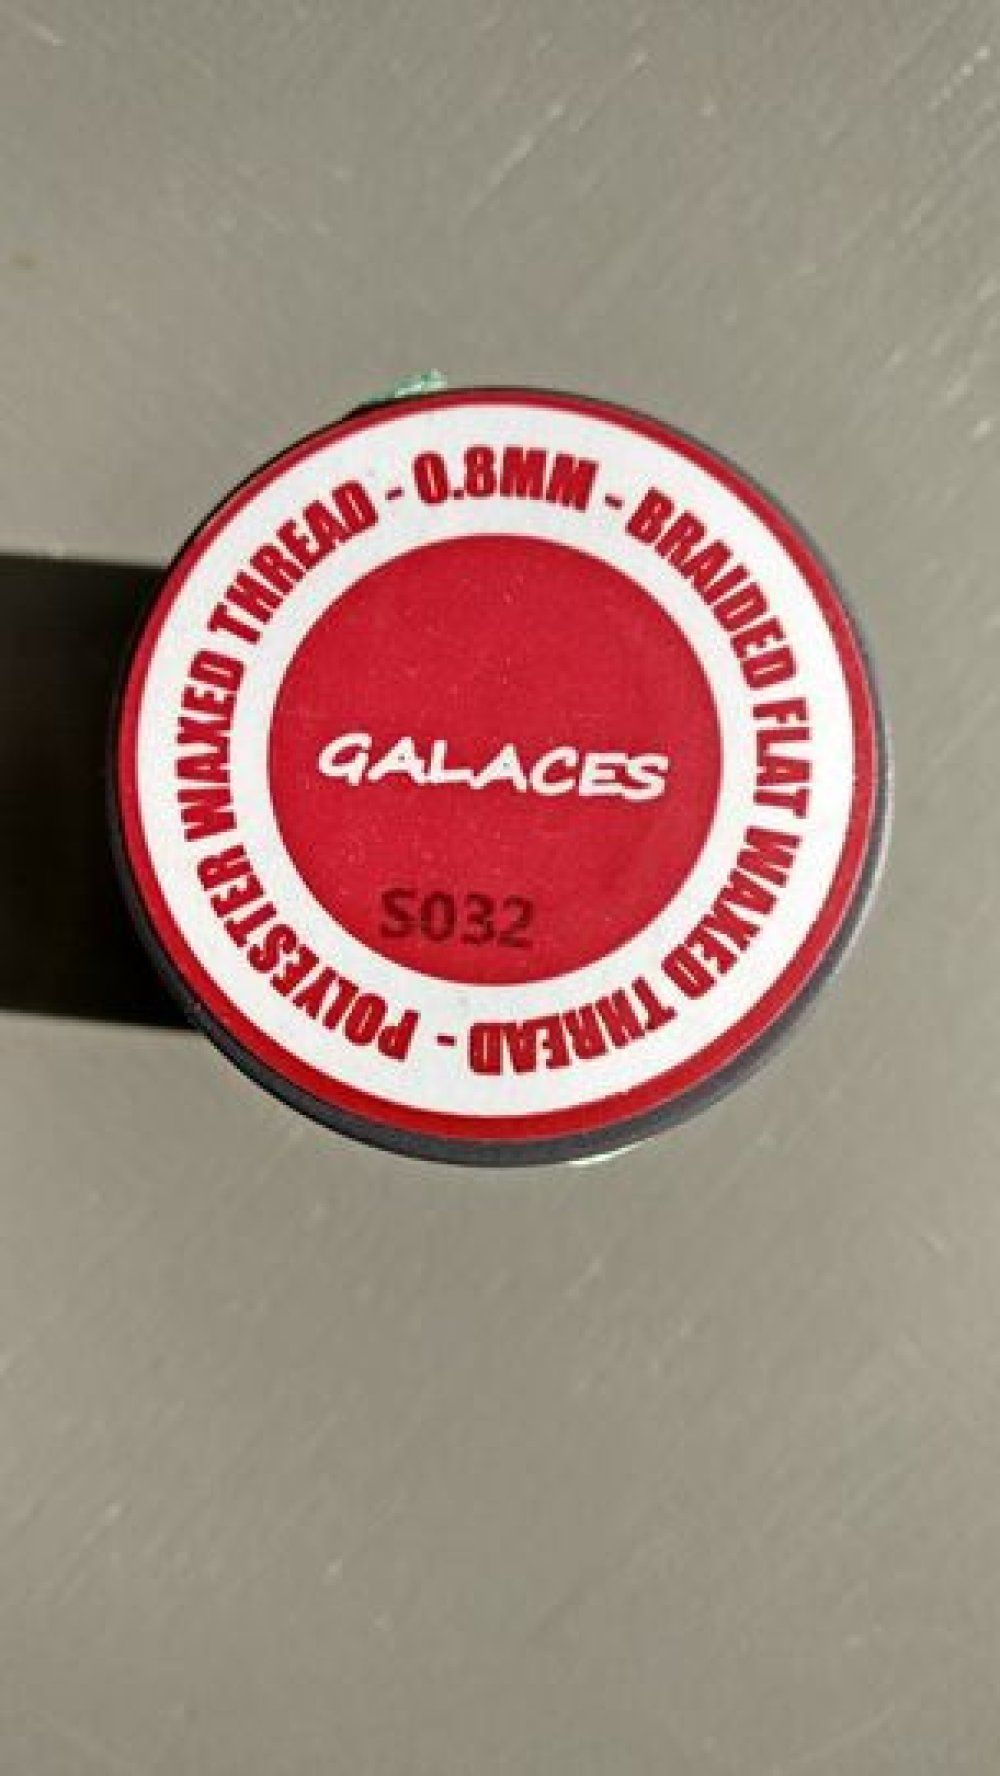 POLYESTER WAXED THREAD - 0.8MM - BRAIDED FLAT WAXED THREAD -
GALACES
S032